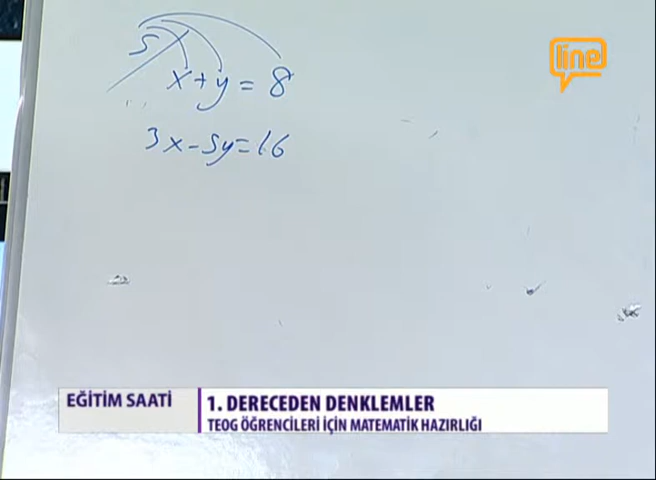 5
x+y=8
3x-5y=16
line
EĞİTİM SAATİ
1. DERECEDEN DENKLEMLER
TEOG ÖĞRENCİLERİ İÇİN MATEMATİK HAZIRLIĞI